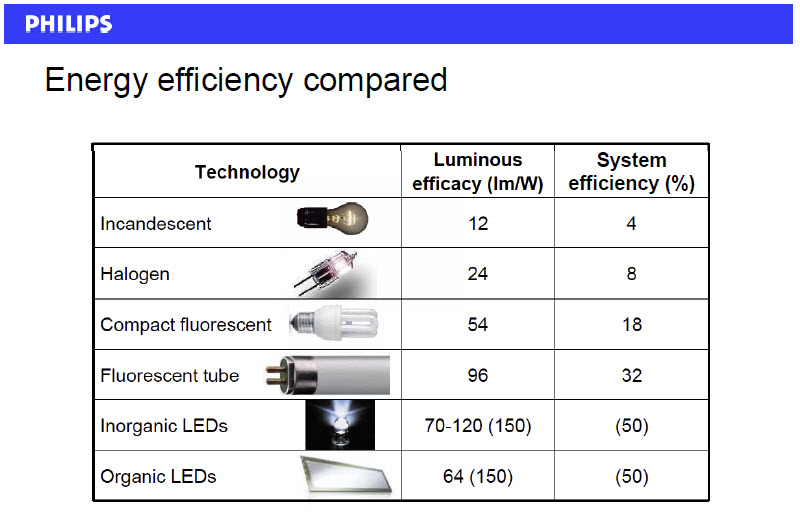 PHILIPS
Energy efficiency compared
Technology
Luminous
efficacy (lm/W)
System
efficiency (%)
Incandescent 12 4
Halogen 24 8
Compact fluorescent 54 18
Fluorescent tube 96 32
Inorganic LEDs 70-120 (150) (50)
Organic LEDs 64 (150) (50)